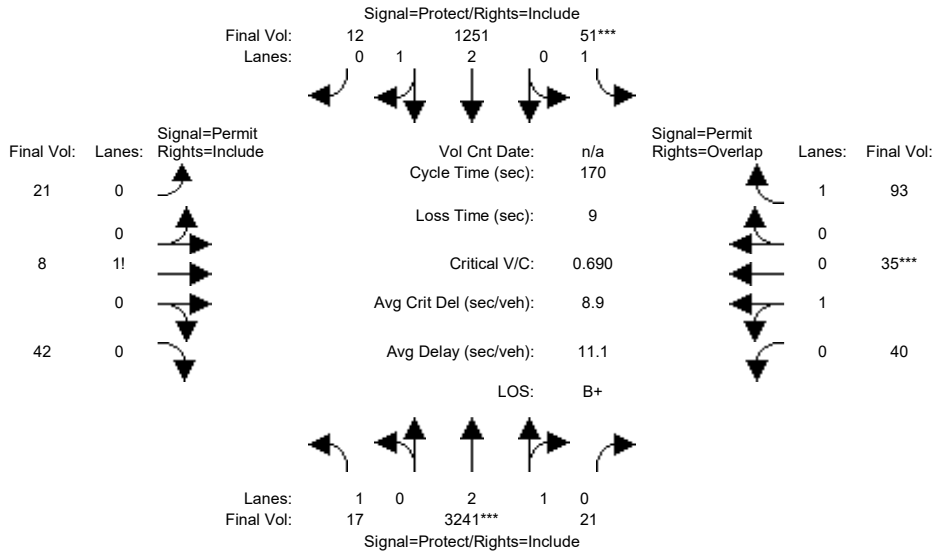 Signal=Protect/Rights=Include
Final Vol: 12 1251 51***
Lanes: 0 1 2 0 1
Signal=Permit Signal=Permit
Final Vol: Lanes: Rights=Include Vol Cnt Date: n/a Rights=Overlap Lanes: Final Vol:
Cycle Time (sec): 170
21 0 1 93
Loss Time (sec): 9
0 0
8 1! Critical V/C: 0.690 0 35***
0 Avg Crit Del (sec/veh): 8.9 1
42 0 Avg Delay (sec/veh): 11.1 0 40
LOS: B+
Lanes: 1 0 2 1 0
Final Vol: 17 3241*** 21
Signal=Protect/Rights=Include